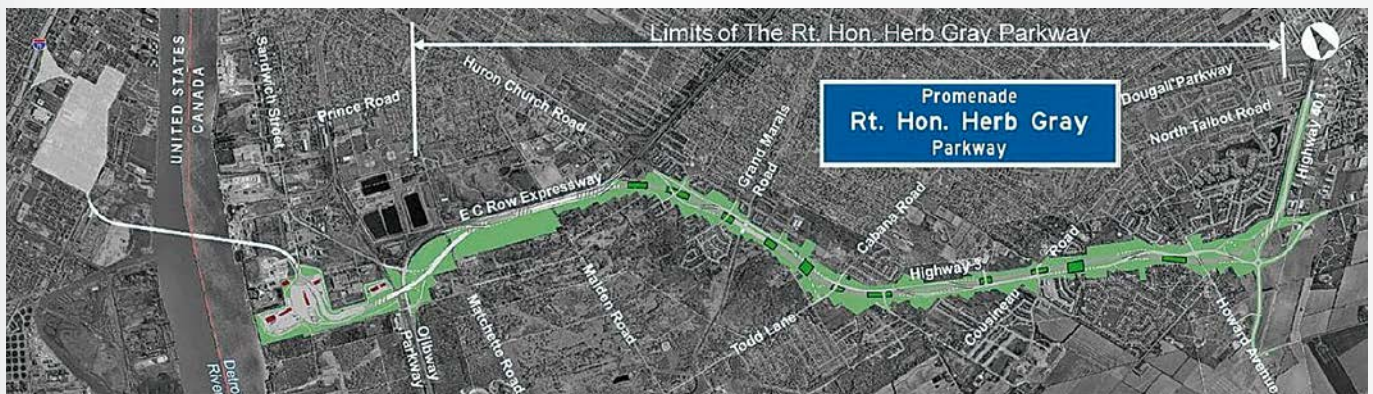 Limits of The Rt. Hon. Herb Gray Parkway
75
UNITED STATES
CANADA
Sandwich Street
Prince Road
Huron Church Road
Promenade
Rt. Hon. Herb Gray
Parkway
Dougall Parkway
North Talbot Road
Highway 401
Grand Marais
Road
E C Row Expressway
Cabana Road
Highway 3
Cousineau
Road
Malden Road
Matchette Road
Ojibway
Parkway
Todd Lane
Howard Avenue
Detroit
River